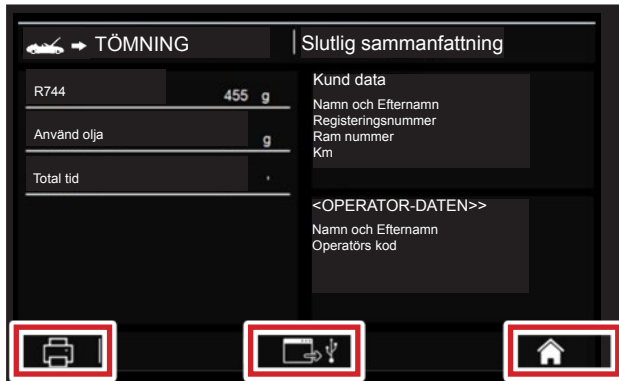 TÖMNING
Slutlig sammanfattning
R744 455 g
Använd olja g
Total tid '
Kund data
Namn och Efternamn
Registeringsnummer
Ram nummer
Km
<OPERATOR-DATEN>>
Namn och Efternamn
Operatörs kod